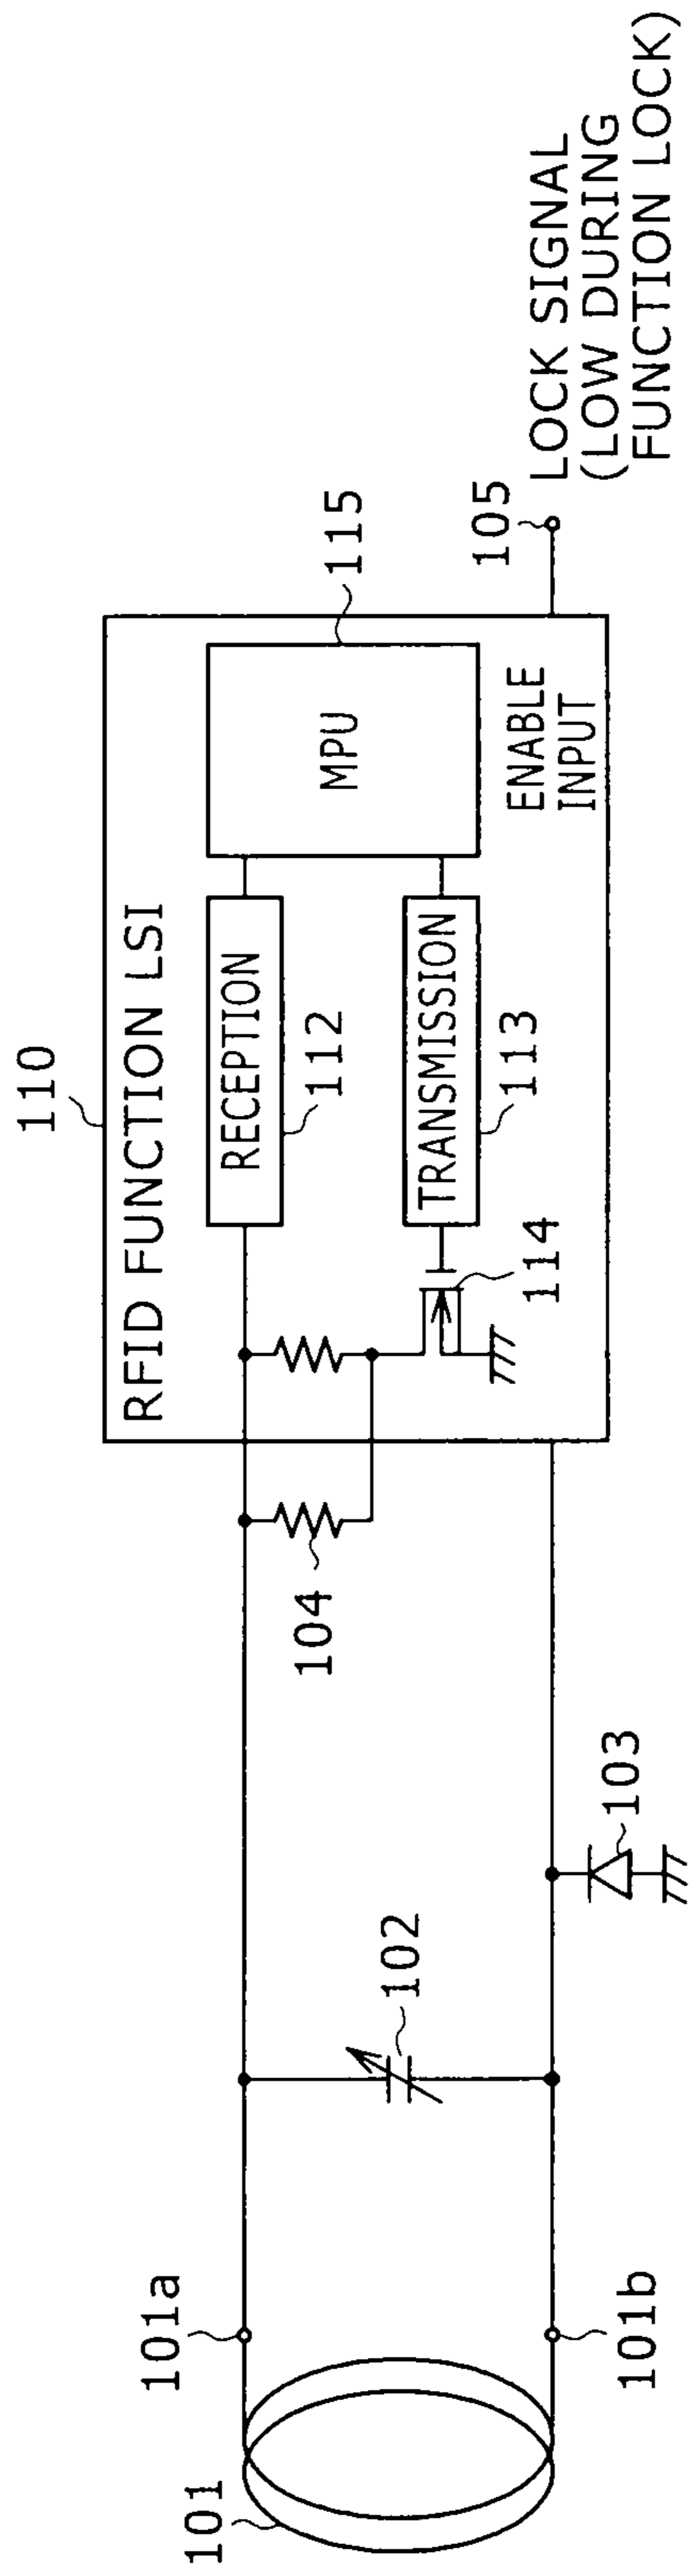 110
RFID FUNCTION LSI
RECEPTION
112
TRANSMISSION
113
114
MPU
115
ENABLE
INPUT
105
LOCK SIGNAL
(LOW DURING
FUNCTION LOCK)
104
103
102
101a
101b
101